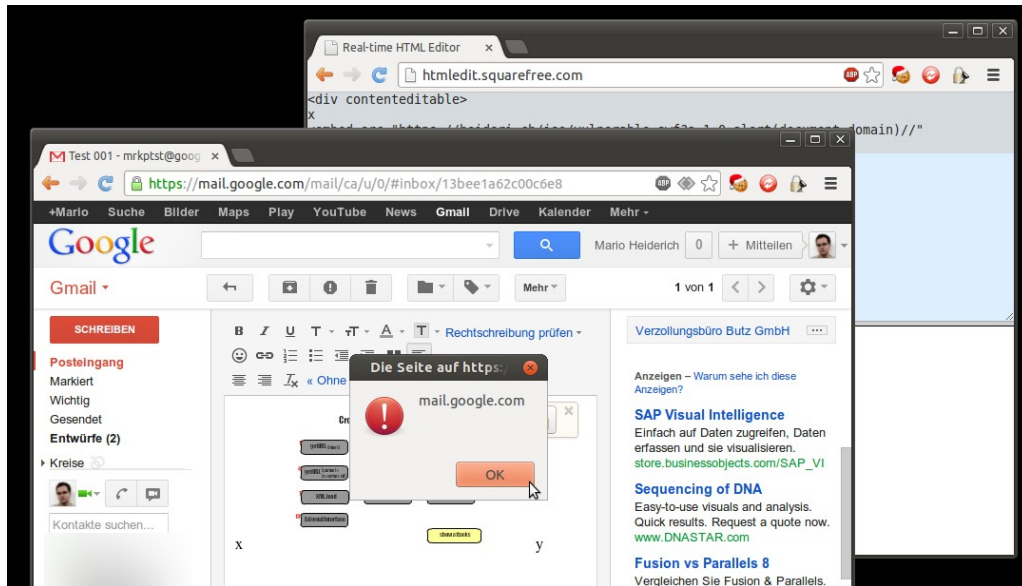 Real-time HTML Editor
htmledit.squarefree.com
ABP
<div contenteditable>
x
Test 001 - mrkptst@goog
https://mail.google.com/mail/ca/u/0/#inbox/13bee1a62c00c6e8
ABP
+Mario Suche Bilder Maps Play YouTube News Gmail Drive Kalender Mehr
Google
Mario Heiderich 0 + Mitteilen
Gmail
Mehr
1 von 1
SCHREIBEN
Posteingang
Markiert
Wichtig
Gesendet
Entwürfe (2)
Kreise
Kontakte suchen...
B I U T T A T Rechtschreibung prüfen
Tx « Ohne
Die Seite auf https:/
mail.google.com
OK
x
y
Verzollungsbüro Butz GmbH
Anzeigen – Warum sehe ich diese
Anzeigen?
SAP Visual Intelligence
Einfach auf Daten zugreifen, Daten
erfassen und sie visualisieren.
store.businessobjects.com/SAP_VI
Sequencing of DNA
Easy-to-use visuals and analysis.
Quick results. Request a quote now.
www.DNASTAR.com
Fusion vs Parallels 8
Vergleichen Sie Fusion & Parallels.